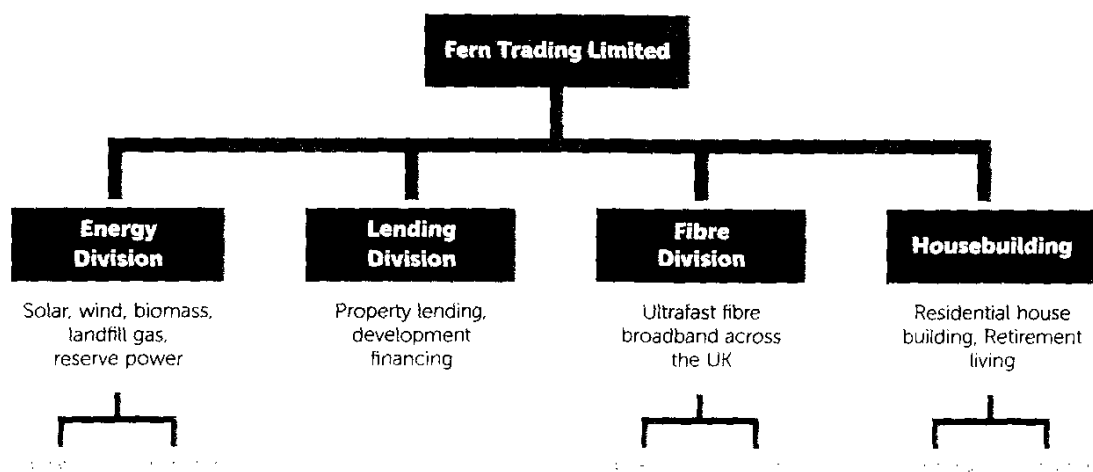 Fern Trading Limited
Energy
Division
Solar, wind, biomass,
landfill gas,
reserve power
Lending
Division
Property lending,
development
financing
Fibre
Division
Ultrafast fibre
broadband across
the UK
Housebuilding
Residential house
building, Retirement
living